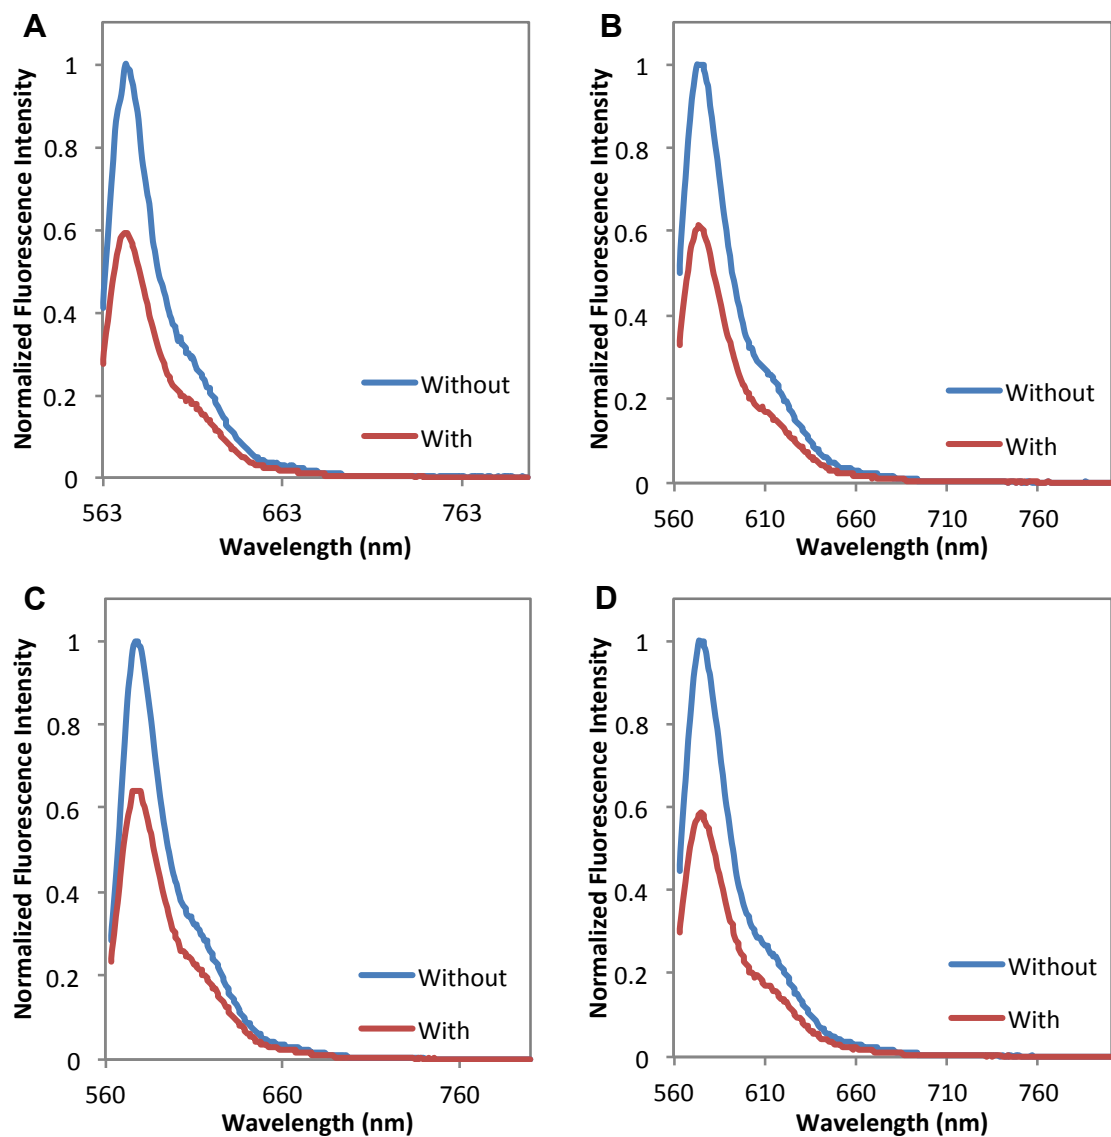 A
Normalized Fluorescence Intensity
1
0.8
0.6
0.4
0.2
0
Without
With
563 663 763
Wavelength (nm)
B
Normalized Fluorescence Intensity
1
0.8
0.6
0.4
0.2
0
Without
With
560 610 660 710 760
Wavelength (nm)
C
Normalized Fluorescence Intensity
1
0.8
0.6
0.4
0.2
0
Without
With
560 660 760
Wavelength (nm)
D
Normalized Fluorescence Intensity
1
0.8
0.6
0.4
0.2
0
Without
With
560 610 660 710 760
Wavelength (nm)